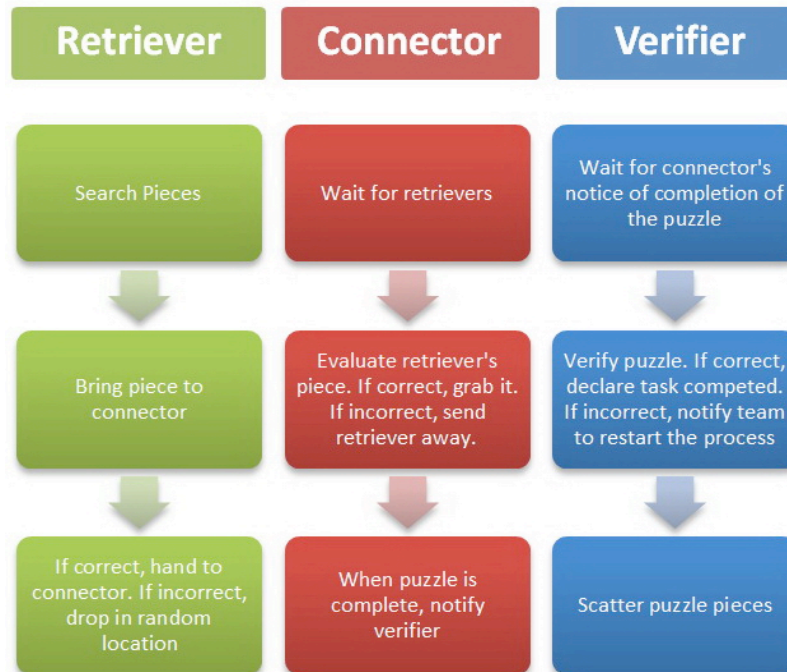 Retriever
Connector
Verifier
Search Pieces
Wait for retrievers
Wait for connector's
notice of completion of
the puzzle
Bring piece to
connector
Evaluate retriever's
piece. If correct, grab it.
If incorrect, send
retriever away.
Verify puzzle. If correct,
declare task competed.
If incorrect, notify team
to restart the process
If correct, hand to
connector. If incorrect,
drop in random
location
When puzzle is
complete, notify
verifier
Scatter puzzle pieces